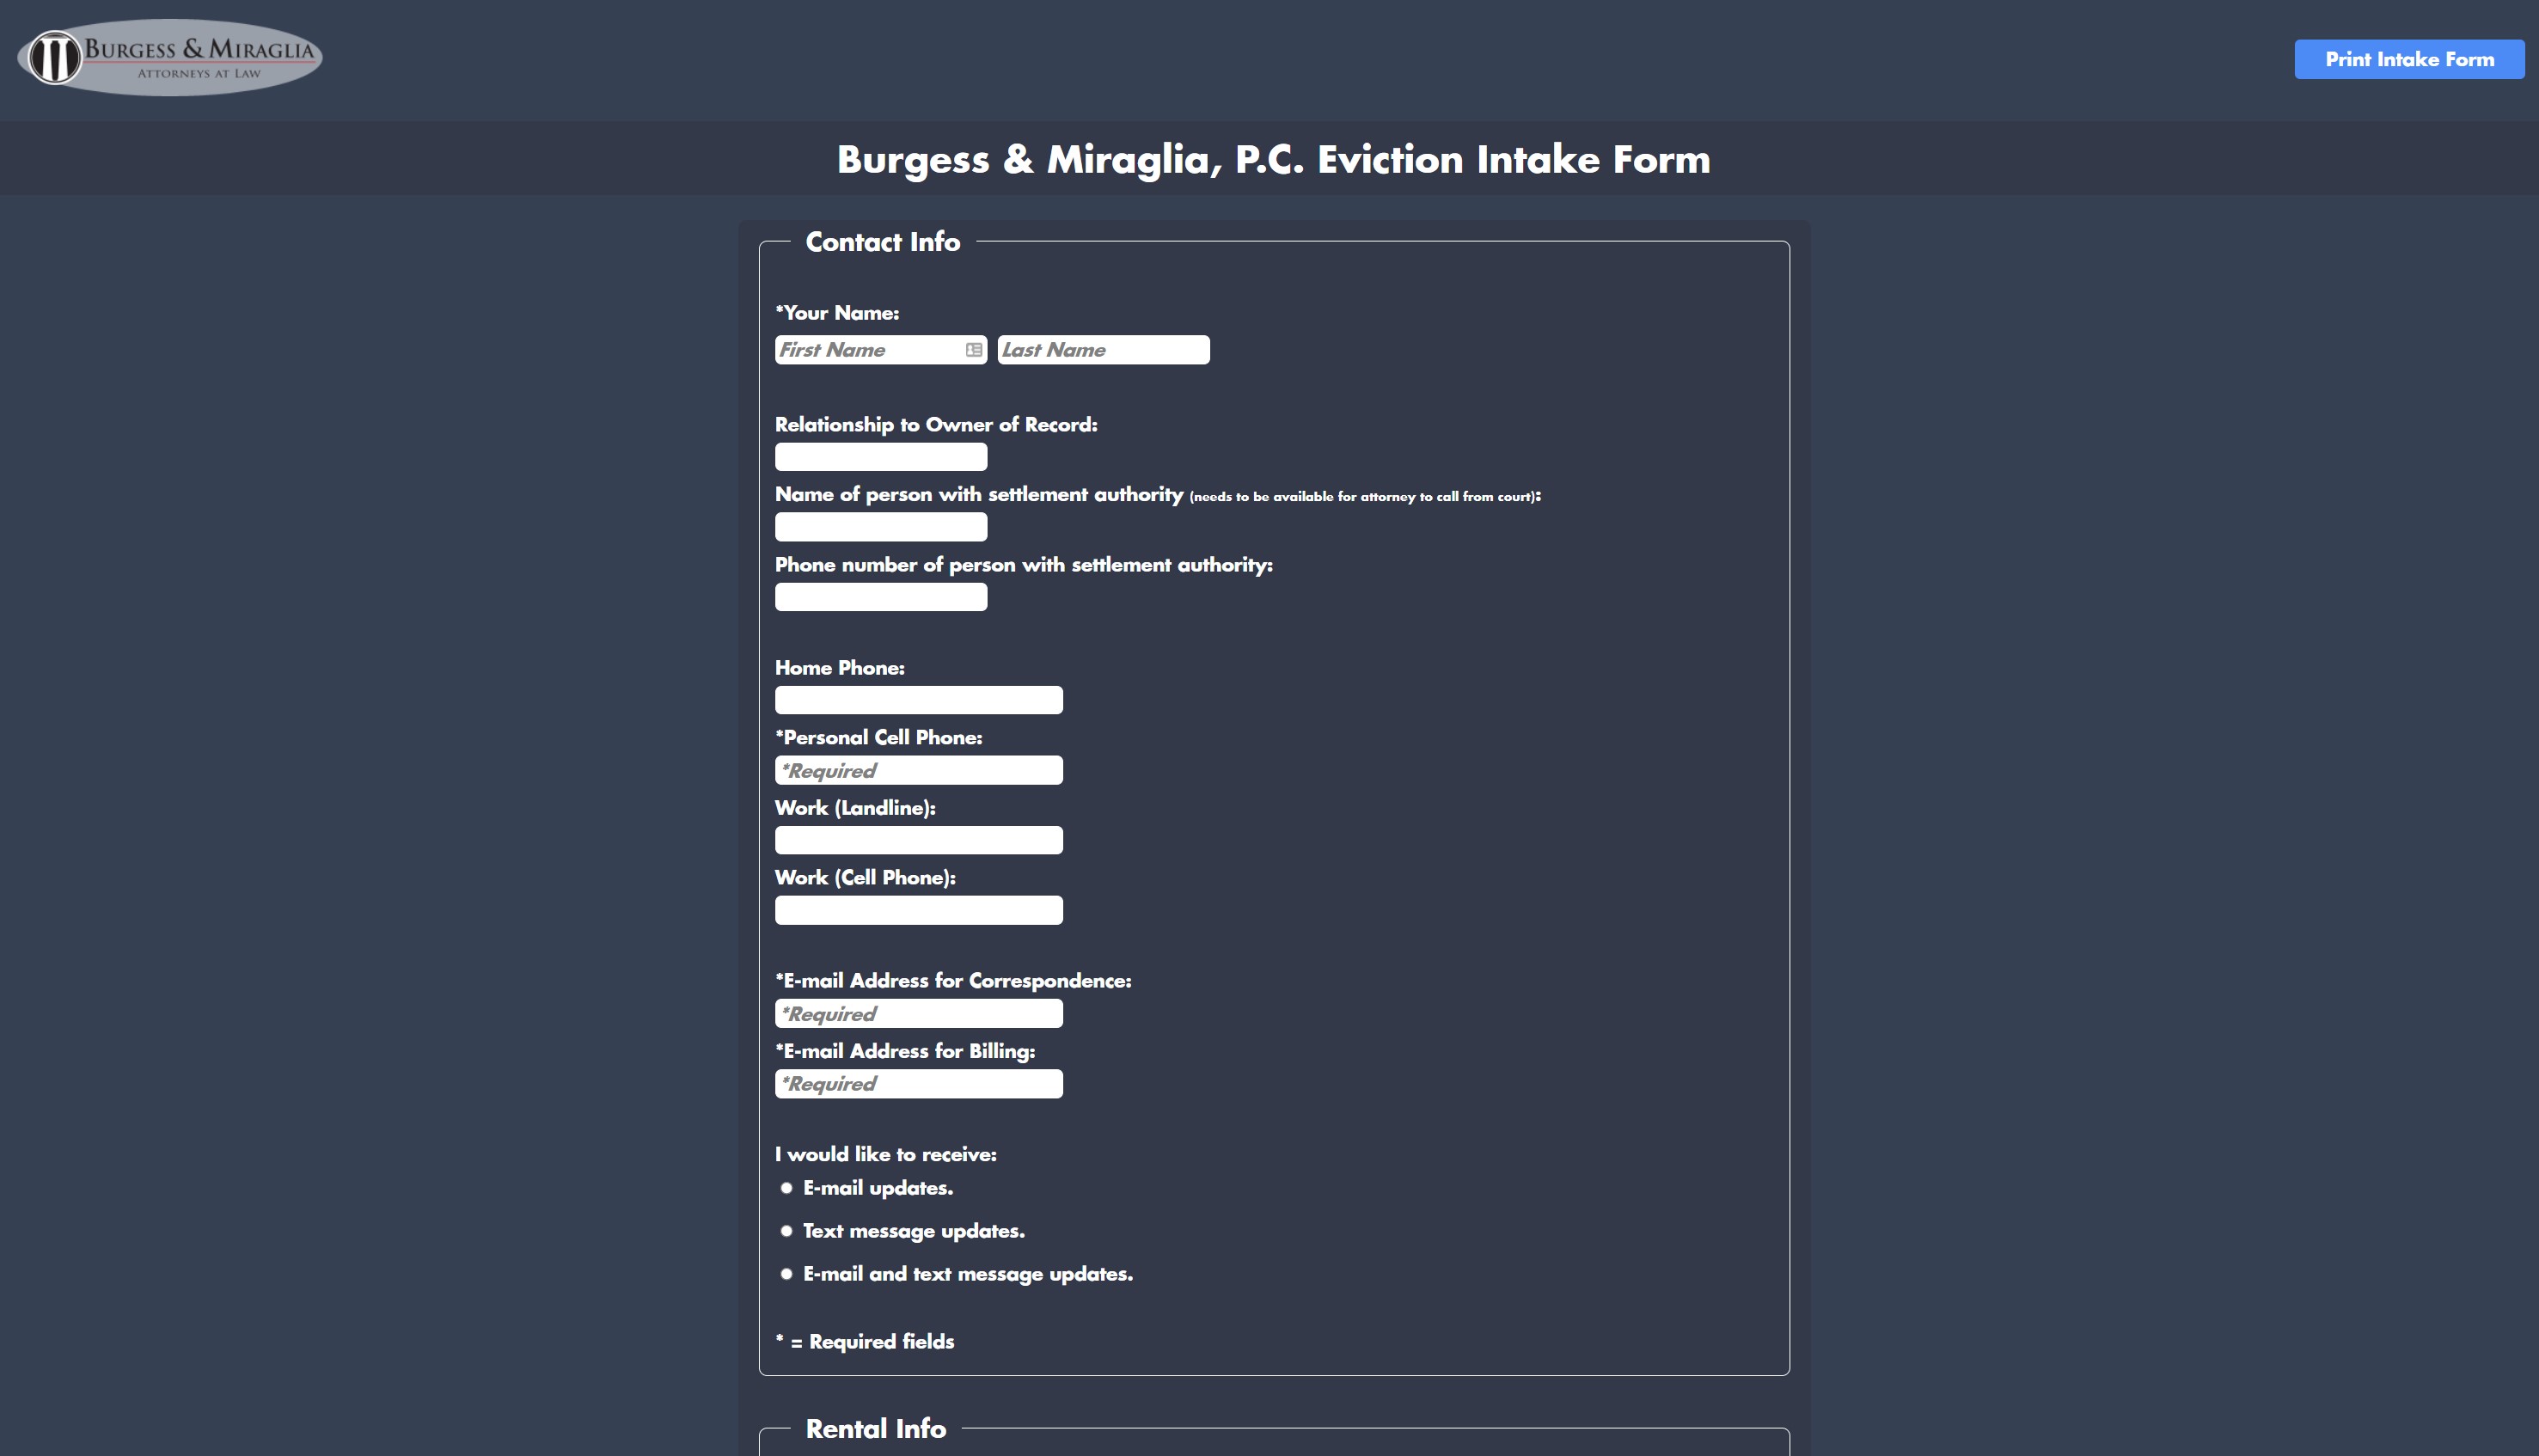 BURGESS & MIRAGLIA
ATTORNEYS AT LAW
Print Intake Form
Burgess & Miraglia, P.C. Eviction Intake Form
Contact Info
*Your Name:
First Name Last Name
Relationship to Owner of Record:
Name of person with settlement authority (needs to be available for attorney to call from court):
Phone number of person with settlement authority:
Home Phone:
*Personal Cell Phone:
*Required
Work (Landline):
Work (Cell Phone):
*E-mail Address for Correspondence:
*Required
*E-mail Address for Billing:
*Required
I would like to receive:
E-mail updates.
Text message updates.
E-mail and text message updates.
* = Required fields
Rental Info